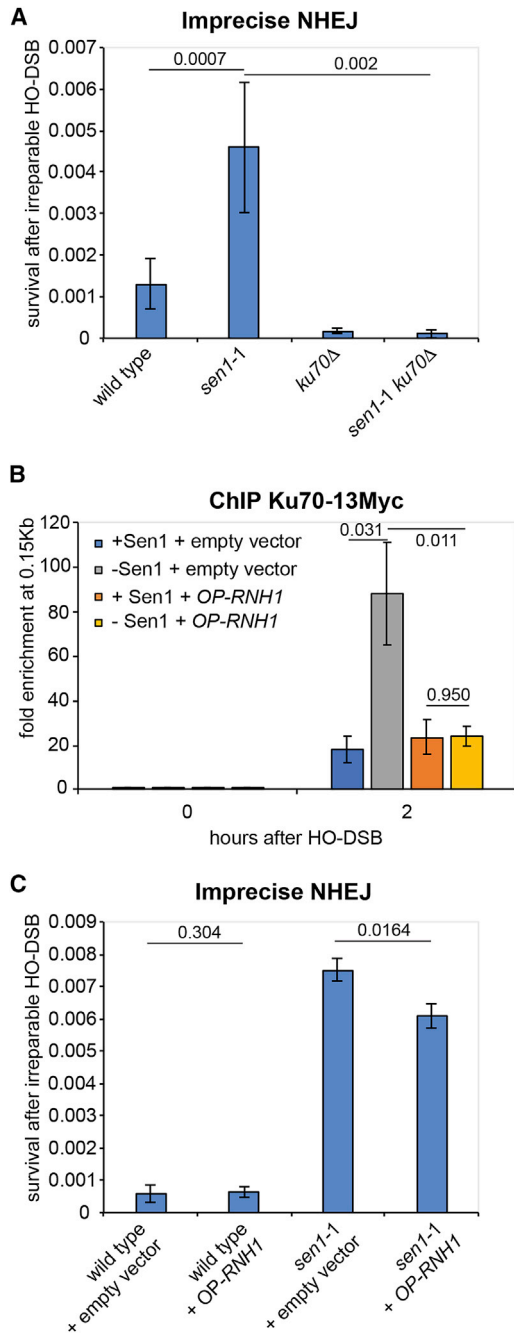 A
Imprecise NHEJ
survival after irreparable HO-DSB
0.007
0.006
0.005
0.004
0.003
0.002
0.001
0
0.0007
0.002
wild type
sen1-1
ku70Δ
sen1-1 ku70Δ
B
ChIP Ku70-13Myc
fold enrichment at 0.15Kb
120
100
80
60
40
20
0
+Sen1 + empty vector
-Sen1 + empty vector
+ Sen1 + OP-RNH1
- Sen1 + OP-RNH1
0.031
0.011
0.950
0
2
hours after HO-DSB
C
Imprecise NHEJ
survival after irreparable HO-DSB
0.009
0.008
0.007
0.006
0.005
0.004
0.003
0.002
0.001
0
0.304
0.0164
wild type
+ empty vector
wild type
+ OP-RNH1
sen1-1
+ empty vector
sen1-1
+ OP-RNH1